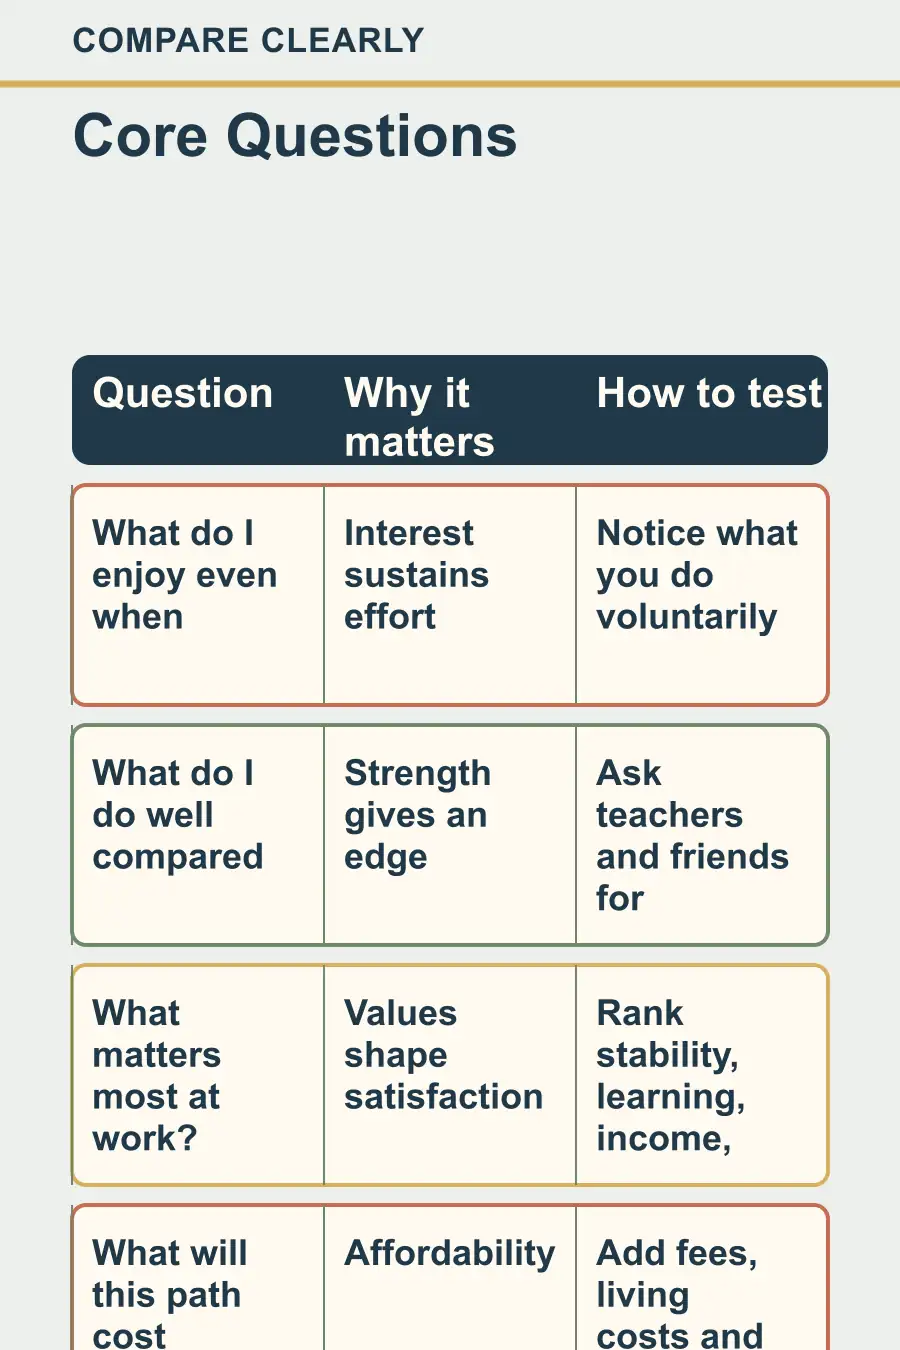 COMPARE CLEARLY
Core Questions
Question
Why it
matters
How to test
What do I
enjoy even
when
Interest
sustains
effort
Notice what
you do
voluntarily
What do I
do well
compared
Strength
gives an
edge
Ask
teachers
and friends
for
What
matters
most at
work?
Values
shape
satisfaction
Rank
stability,
learning,
income,
What will
this path
cost
Affordability
Add fees,
living
costs and